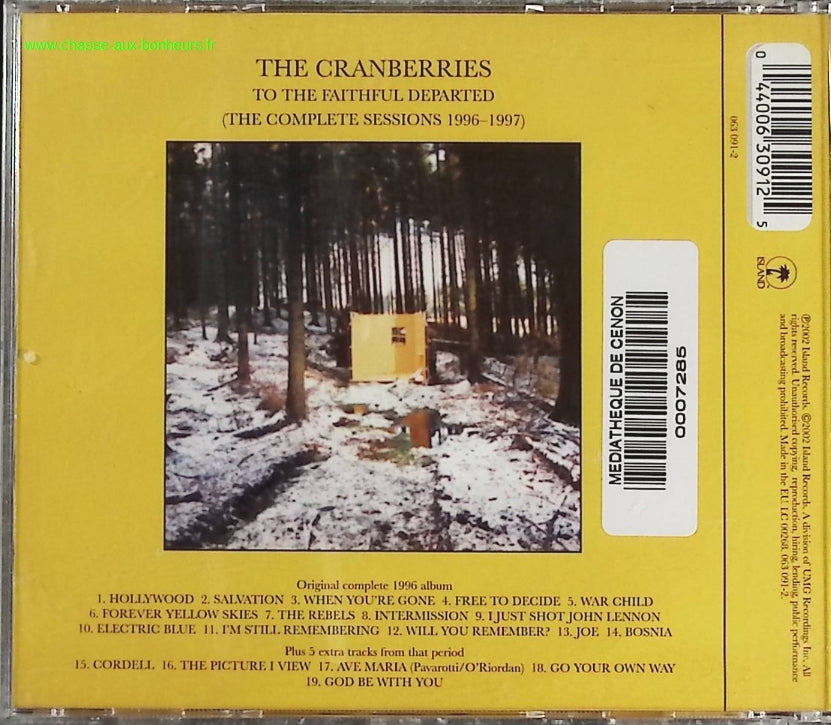 www.chasse-aux-bonheurs.fr
THE CRANBERRIES
TO THE FAITHFUL DEPARTED
(THE COMPLETE SESSIONS 1996–1997)
Original complete 1996 album
1. HOLLYWOOD 2. SALVATION 3. WHEN YOU'RE GONE 4. FREE TO DECIDE 5. WAR CHILD
6. FOREVER YELLOW SKIES 7. THE REBELS 8. INTERMISSION 9. I JUST SHOT JOHN LENNON
10. ELECTRIC BLUE 11. I'M STILL REMEMBERING 12. WILL YOU REMEMBER? 13. JOE 14. BOSNIA
Plus 5 extra tracks from that period
15. CORDELL 16. THE PICTURE I VIEW 17. AVE MARIA (Pavarotti/O'Riordan) 18. GO YOUR OWN WAY
19. GOD BE WITH YOU
MEDIATHEQUE DE CENON
0007285
0 44006 30912 5
063 091-2
ISLAND
℗2002 Island Records. ©2002 Island Records. A division of UMG Recordings Inc. All
rights reserved. Unauthorised copying, reproduction, hiring, lending, public performance
and broadcasting prohibited. Made in the EU. LC 00268. 063 091-2.